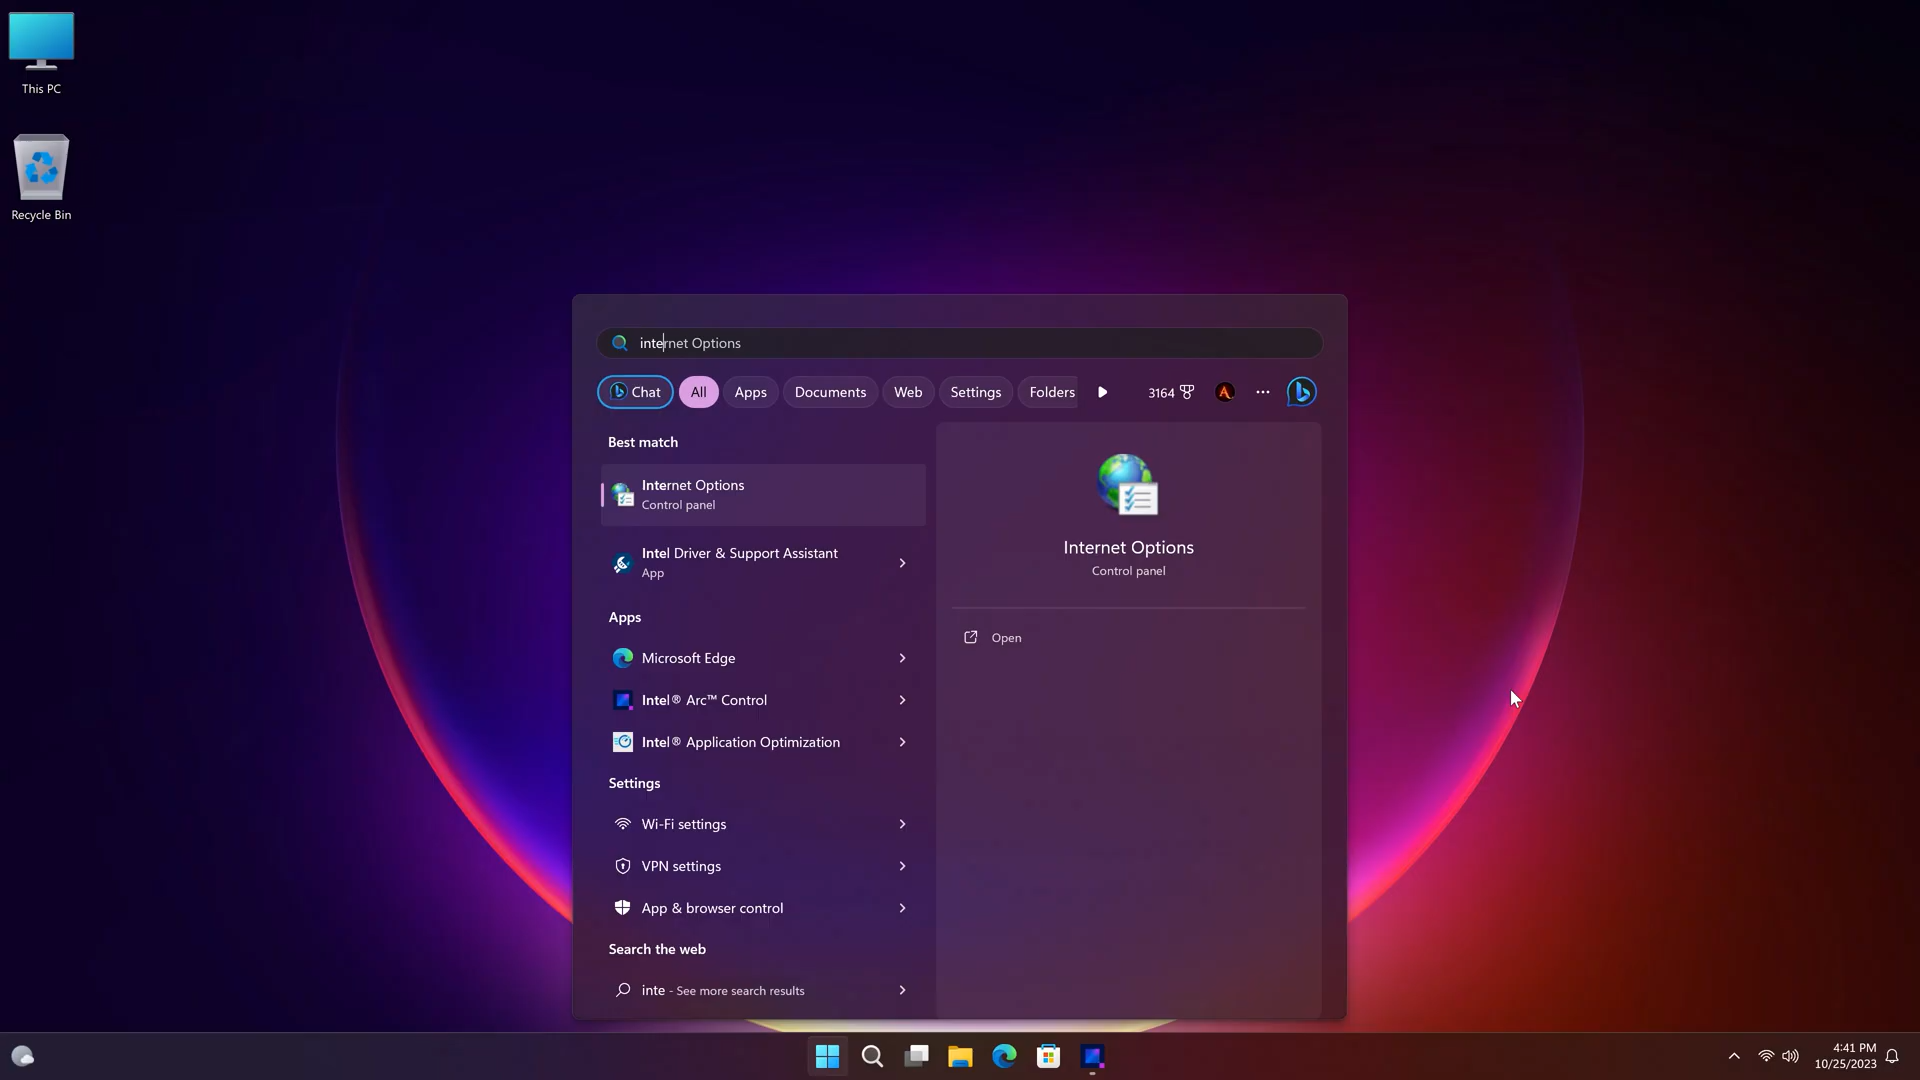 This PC
Recycle Bin
internet Options
Chat
All
Apps
Documents
Web
Settings
Folders
3164
A
Best match
Internet Options
Control panel
Intel Driver & Support Assistant
App
Apps
Microsoft Edge
Intel® Arc™ Control
Intel® Application Optimization
Settings
Wi-Fi settings
VPN settings
App & browser control
Search the web
inte - See more search results
Internet Options
Control panel
Open
4:41 PM
10/25/2023